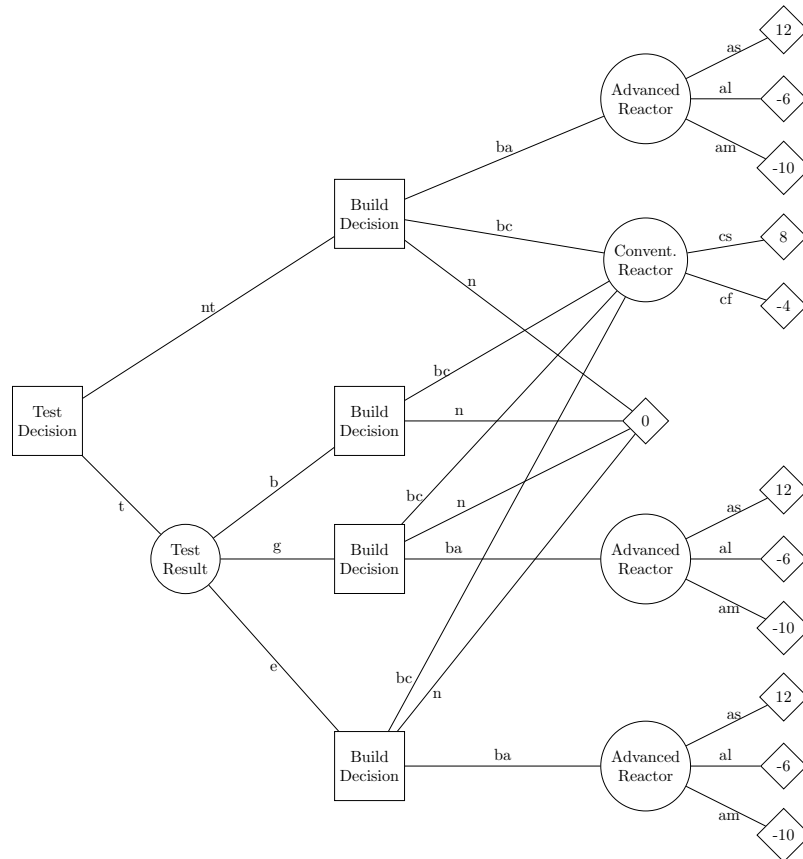 12
as
Advanced
Reactor
al
-6
am
-10
ba
Build
Decision
bc
n
Convent.
Reactor
cs
8
cf
-4
nt
Test
Decision
t
bc
Build
Decision
n
0
b
bc
n
12
as
Test
Result
g
Build
Decision
ba
Advanced
Reactor
al
-6
am
-10
e
bc
n
12
as
Build
Decision
ba
Advanced
Reactor
al
-6
am
-10